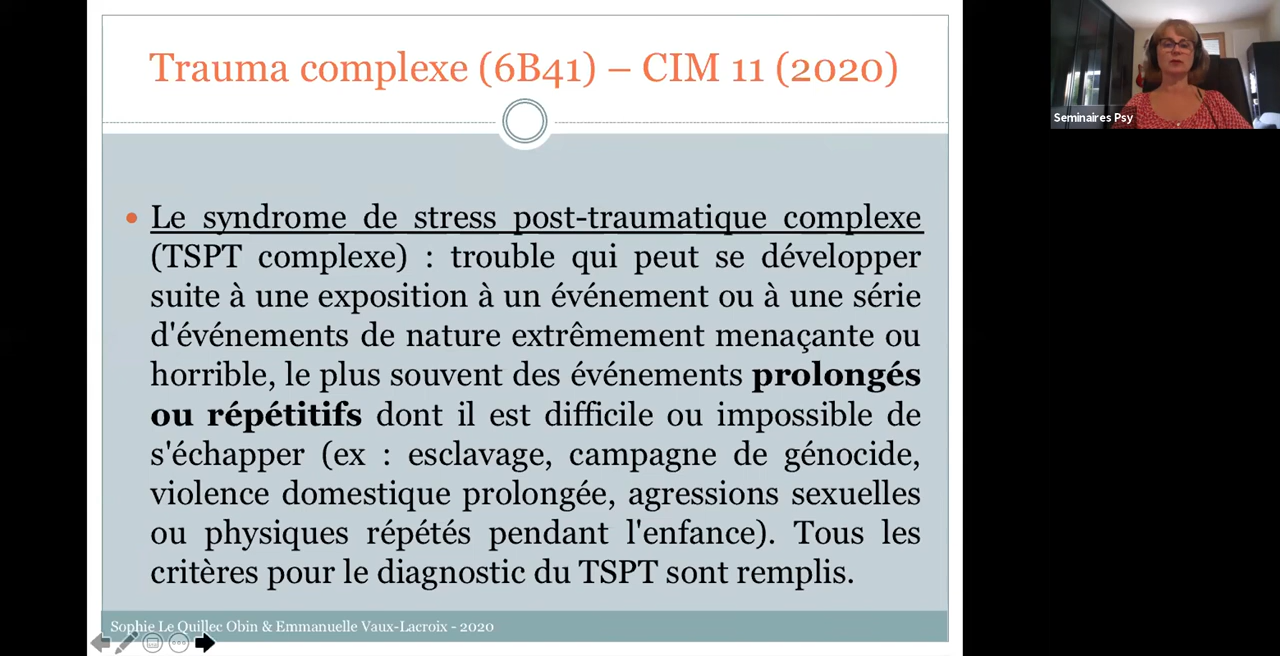 Trauma complexe (6B41) – CIM 11 (2020)
Seminaires Psy
Le syndrome de stress post-traumatique complexe
(TSPT complexe) : trouble qui peut se développer
suite à une exposition à un événement ou à une série
d'événements de nature extrêmement menaçante ou
horrible, le plus souvent des événements prolongés
ou répétitifs dont il est difficile ou impossible de
s'échapper (ex : esclavage, campagne de génocide,
violence domestique prolongée, agressions sexuelles
ou physiques répétés pendant l'enfance). Tous les
critères pour le diagnostic du TSPT sont remplis.
Sophie Le Quillec Obin & Emmanuelle Vaux-Lacroix - 2020